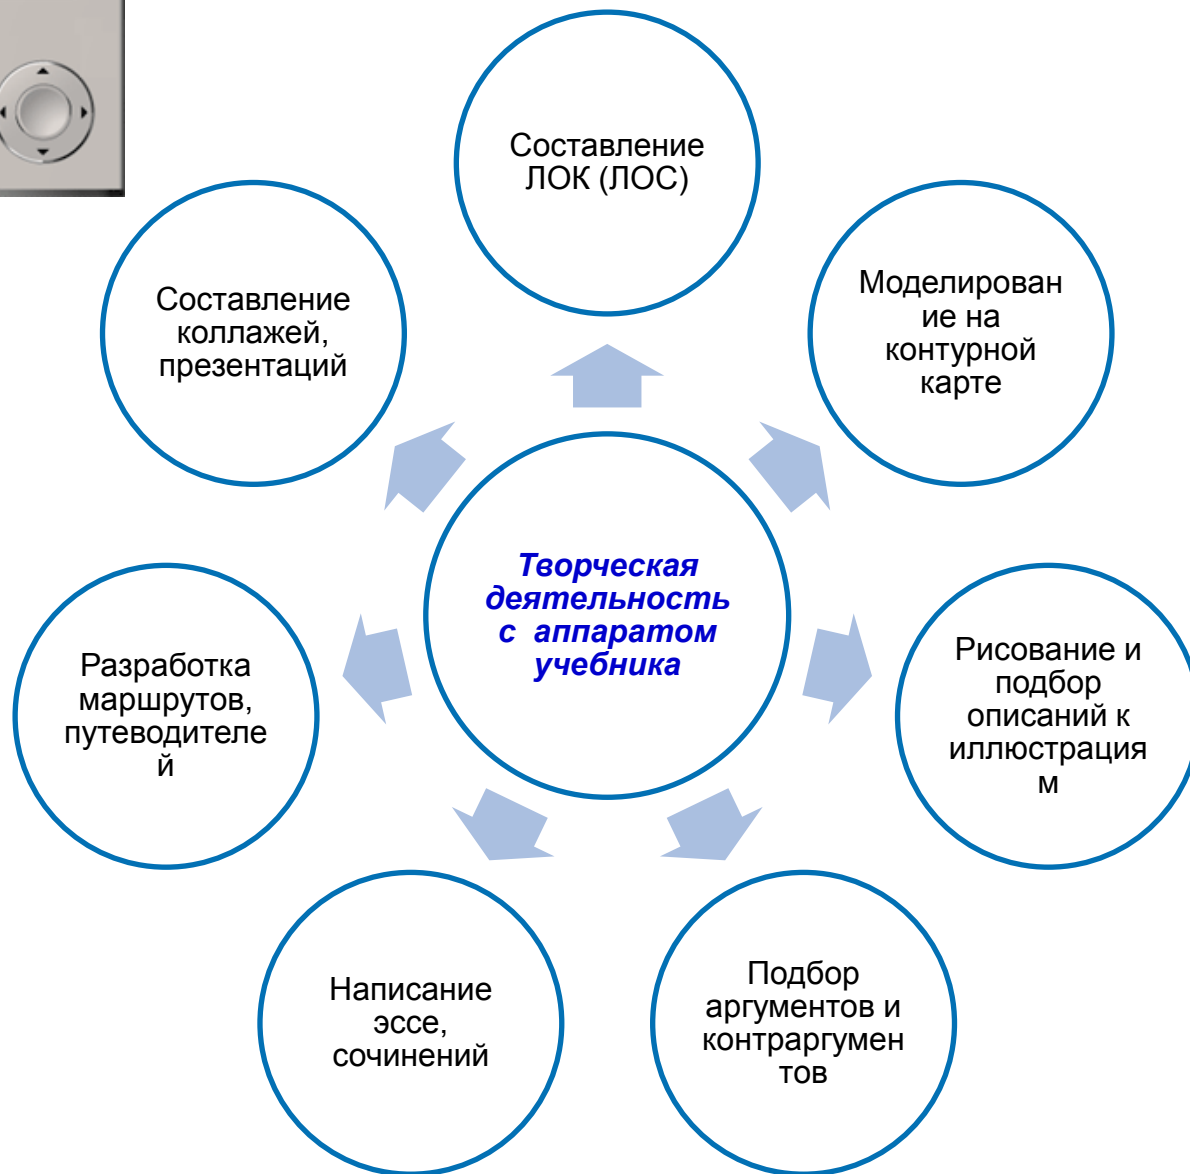 Составление
ЛОК (ЛОС)
Моделирован
ие на
контурной
карте
Рисование и
подбор
описаний к
иллюстрация
м
Подбор
аргументов и
контраргумен
тов
Написание
эссе,
сочинений
Разработка
маршрутов,
путеводителе
й
Составление
коллажей,
презентаций
Творческая
деятельность
с аппаратом
учебника